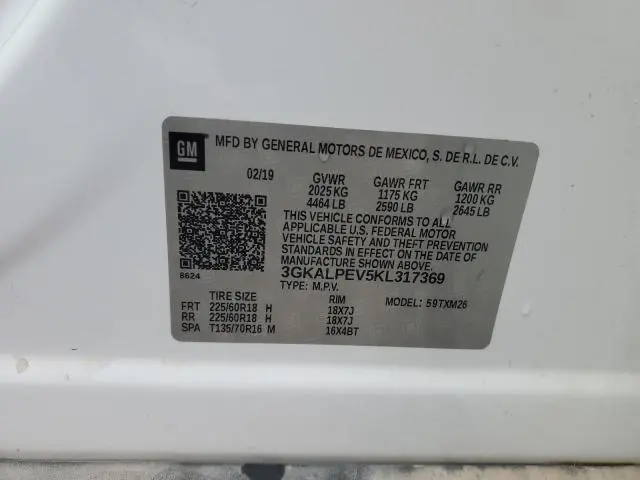 GM
MFD BY GENERAL MOTORS DE MEXICO, S. DE R.L. DE C.V.
02/19 GVWR GAWR FRT GAWR RR
2025 KG 1175 KG 1200 KG
4464 LB 2590 LB 2645 LB
THIS VEHICLE CONFORMS TO ALL
APPLICABLE U.S. FEDERAL MOTOR
VEHICLE SAFETY AND THEFT PREVENTION
STANDARDS IN EFFECT ON THE DATE OF
MANUFACTURE SHOWN ABOVE.
3GKALPEV5KL317369
8624
TYPE: M.P.V.
TIRE SIZE RIM MODEL: 59TXM26
FRT 225/60R18 H 18X7J
RR 225/60R18 H 18X7J
SPA T135/70R16 M 16X4BT